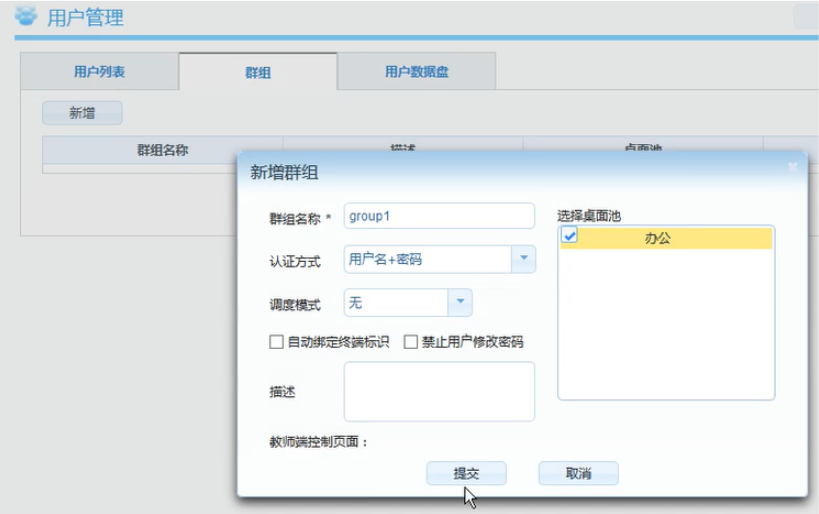 用户管理
用户列表 群组 用户数据盘
新增
群组名称 描述 桌面池
新增群组
群组名称 * group1 选择桌面池
办公
认证方式 用户名+密码
调度模式 无
自动绑定终端标识 禁止用户修改密码
描述
教师端控制页面：
提交 取消